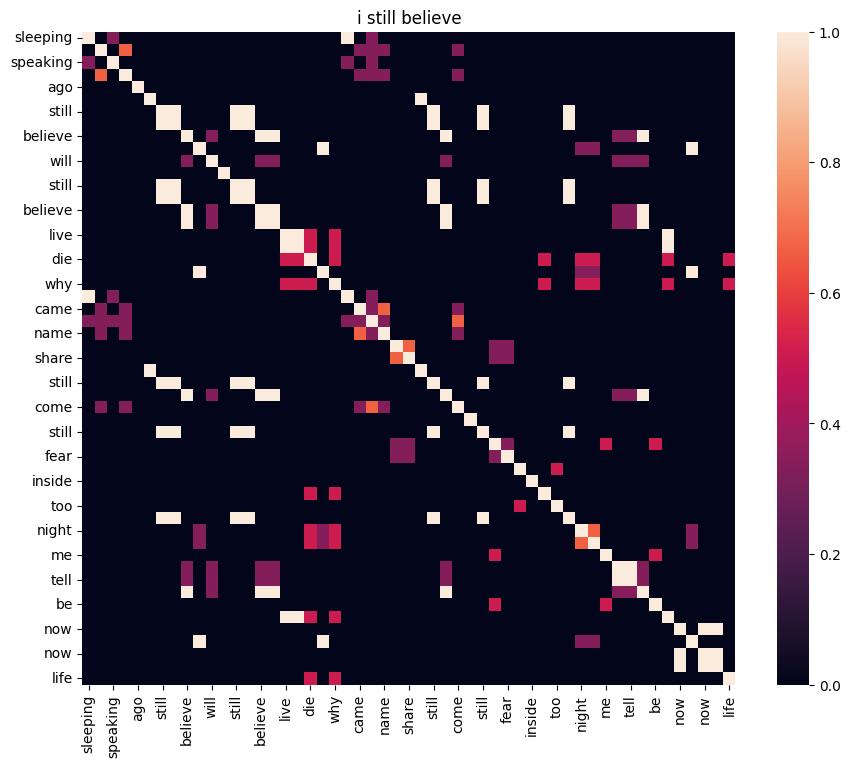 i still believe
sleeping
speaking
ago
still
believe
will
still
believe
live
die
why
came
name
share
still
come
still
fear
inside
too
night
me
tell
be
now
now
life
1.0
0.8
0.6
0.4
0.2
0.0
sleeping
speaking
ago
still
believe
will
still
believe
live
die
why
came
name
share
still
come
still
fear
inside
too
night
me
tell
be
now
now
life